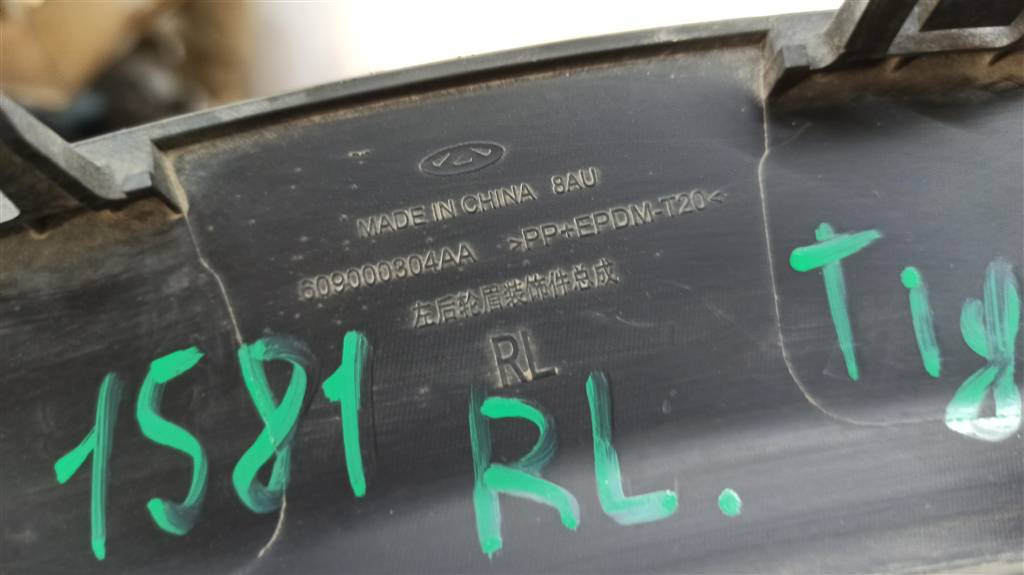 MADE IN CHINA 8AU
609000304AA >PP+EPDM-T20<
左后轮眉装饰件总成
RL
1581 RL. Tig